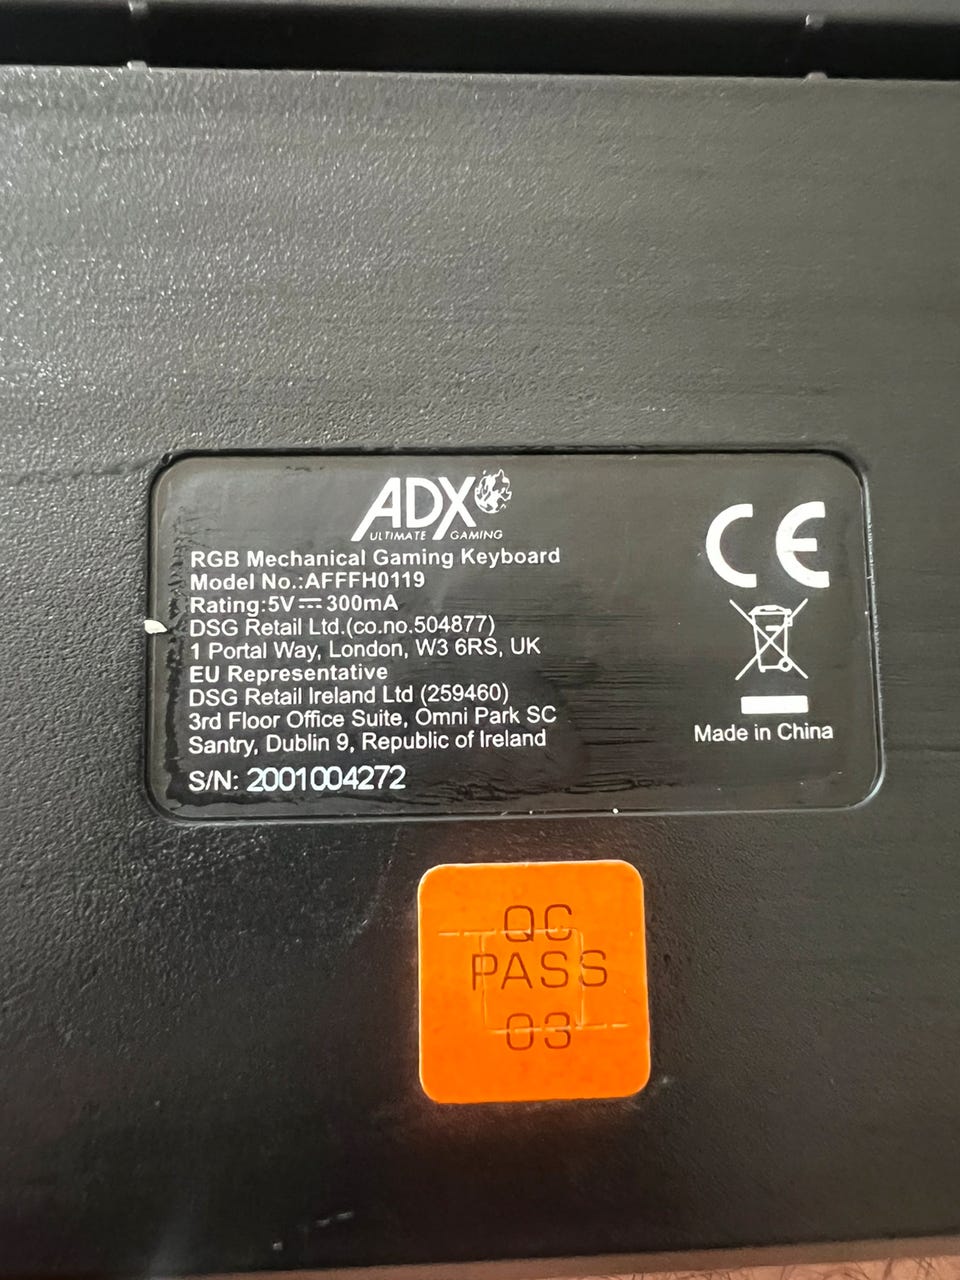 ADX
ULTIMATE GAMING
RGB Mechanical Gaming Keyboard
Model No.:AFFFH0119
Rating:5V⎓300mA
DSG Retail Ltd.(co.no.504877)
1 Portal Way, London, W3 6RS, UK
EU Representative
DSG Retail Ireland Ltd (259460)
3rd Floor Office Suite, Omni Park SC
Santry, Dublin 9, Republic of Ireland
S/N: 2001004272
CE
Made in China
QC
PASS
03